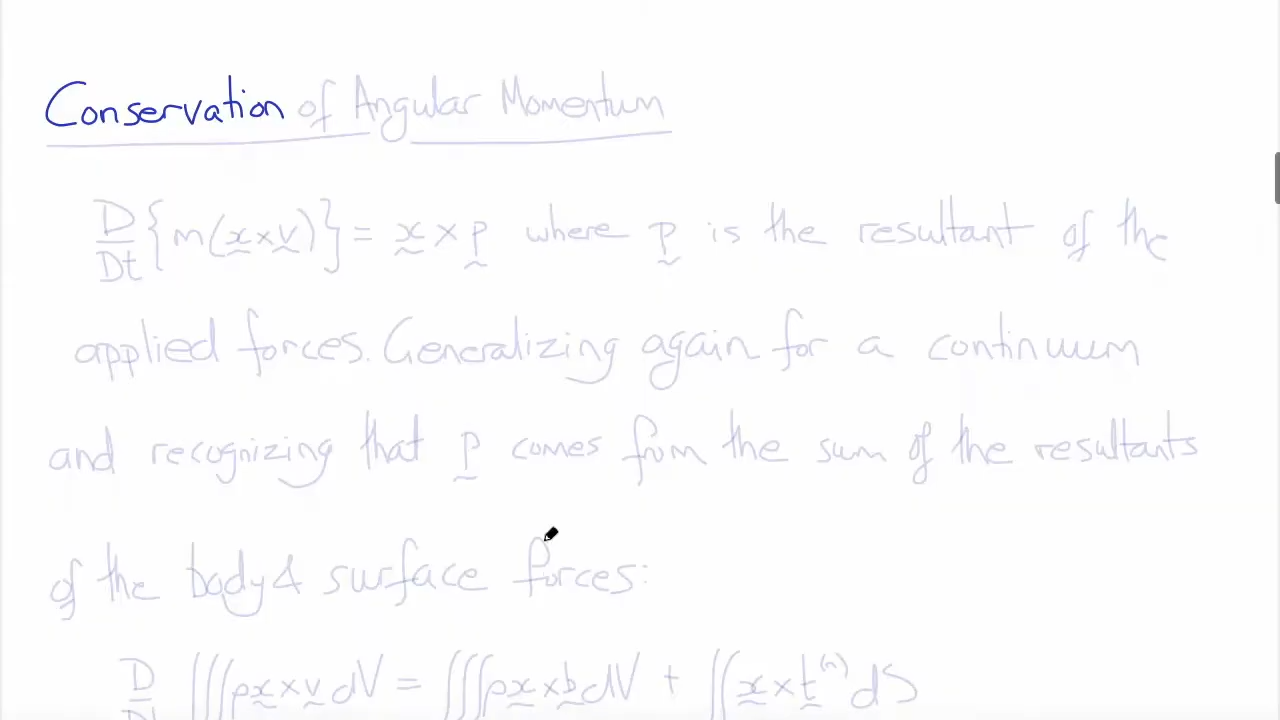 Conservation of Angular Momentum
D/Dt {m(x × v)} = x × p where p is the resultant of the
applied forces. Generalizing again for a continuum
and recognizing that p comes from the sum of the resultants
of the body & surface forces:
D/Dt ∭ρx × v dV = ∭ρx × b dV + ∬x × t⁽ⁿ⁾ dS